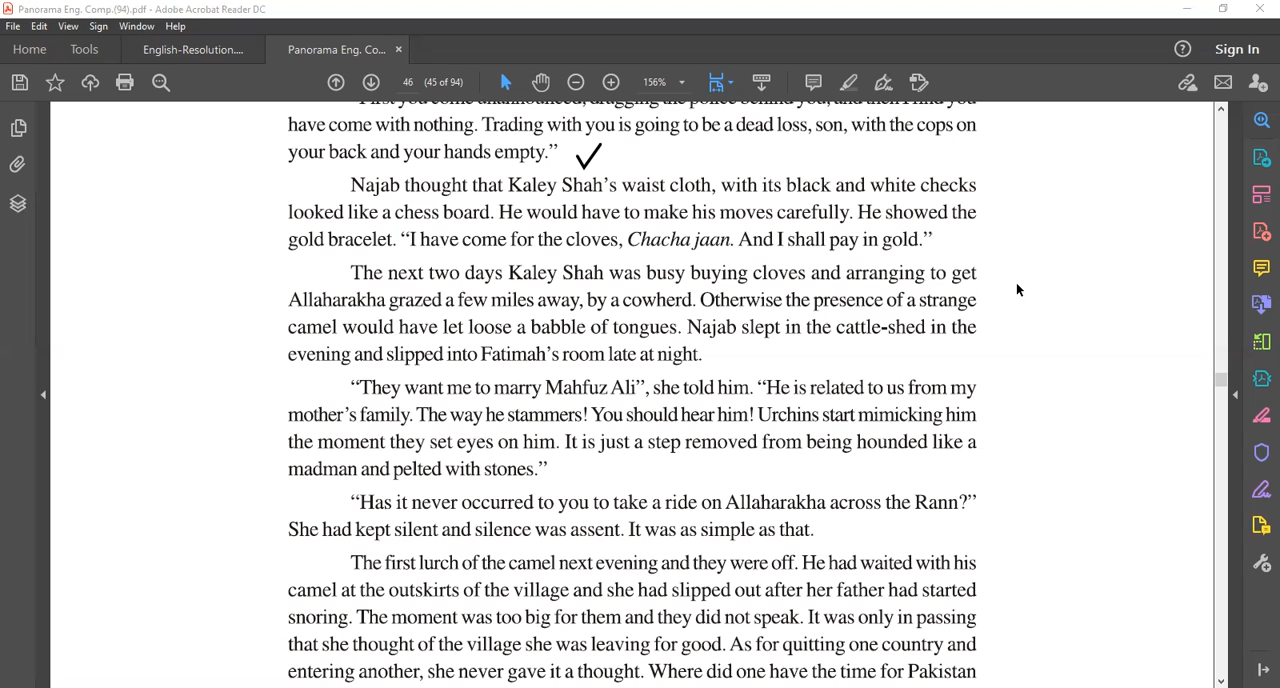 Panorama Eng. Comp.(94).pdf - Adobe Acrobat Reader DC
File Edit View Sign Window Help
Home Tools English-Resolution.... Panorama Eng. Co... × Sign In
46 (45 of 94) 156%
“First you come unannounced, dragging the police behind you, and then I find you
have come with nothing. Trading with you is going to be a dead loss, son, with the cops on
your back and your hands empty.”
Najab thought that Kaley Shah’s waist cloth, with its black and white checks
looked like a chess board. He would have to make his moves carefully. He showed the
gold bracelet. “I have come for the cloves, Chacha jaan. And I shall pay in gold.”
The next two days Kaley Shah was busy buying cloves and arranging to get
Allaharakha grazed a few miles away, by a cowherd. Otherwise the presence of a strange
camel would have let loose a babble of tongues. Najab slept in the cattle-shed in the
evening and slipped into Fatimah’s room late at night.
“They want me to marry Mahfuz Ali”, she told him. “He is related to us from my
mother’s family. The way he stammers! You should hear him! Urchins start mimicking him
the moment they set eyes on him. It is just a step removed from being hounded like a
madman and pelted with stones.”
“Has it never occurred to you to take a ride on Allaharakha across the Rann?”
She had kept silent and silence was assent. It was as simple as that.
The first lurch of the camel next evening and they were off. He had waited with his
camel at the outskirts of the village and she had slipped out after her father had started
snoring. The moment was too big for them and they did not speak. It was only in passing
that she thought of the village she was leaving for good. As for quitting one country and
entering another, she never gave it a thought. Where did one have the time for Pakistan